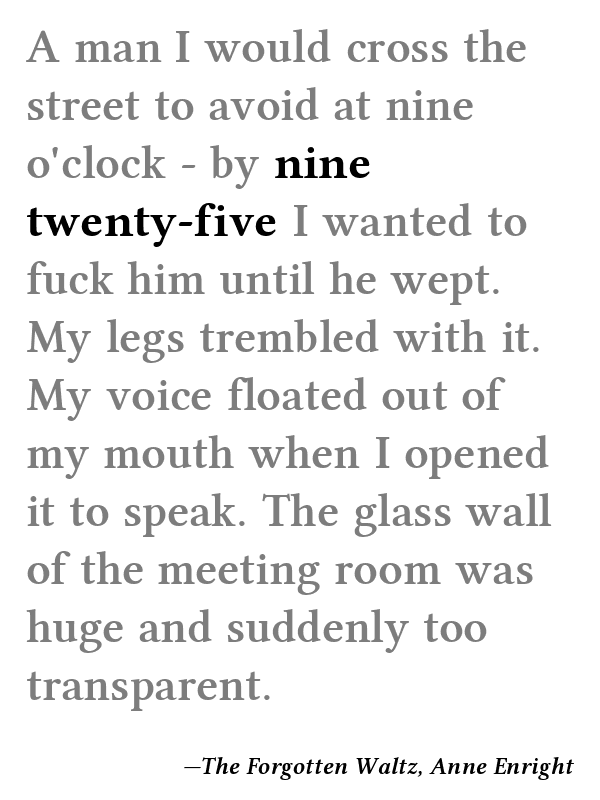 A man I would cross the
street to avoid at nine
o'clock - by nine
twenty-five I wanted to
fuck him until he wept.
My legs trembled with it.
My voice floated out of
my mouth when I opened
it to speak. The glass wall
of the meeting room was
huge and suddenly too
transparent.
—The Forgotten Waltz, Anne Enright